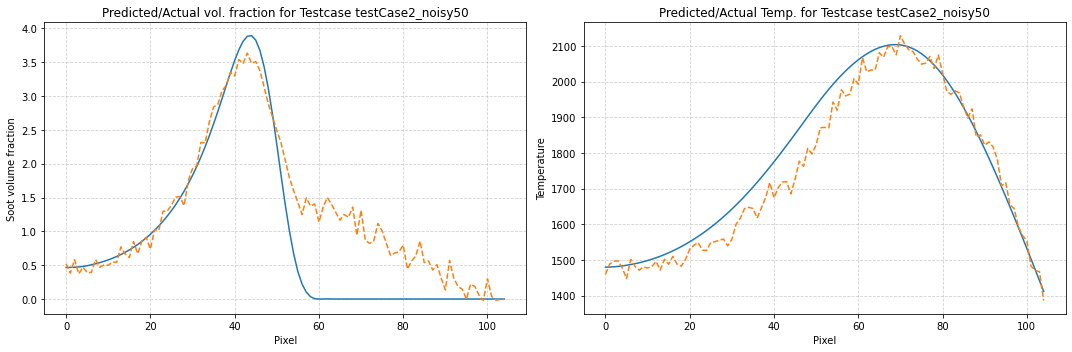 Predicted/Actual vol. fraction for Testcase testCase2_noisy50
4.0
3.5
3.0
2.5
2.0
1.5
1.0
0.5
0.0
Soot volume fraction
0 20 40 60 80 100
Pixel
Predicted/Actual Temp. for Testcase testCase2_noisy50
2100
2000
1900
1800
1700
1600
1500
1400
Temperature
0 20 40 60 80 100
Pixel